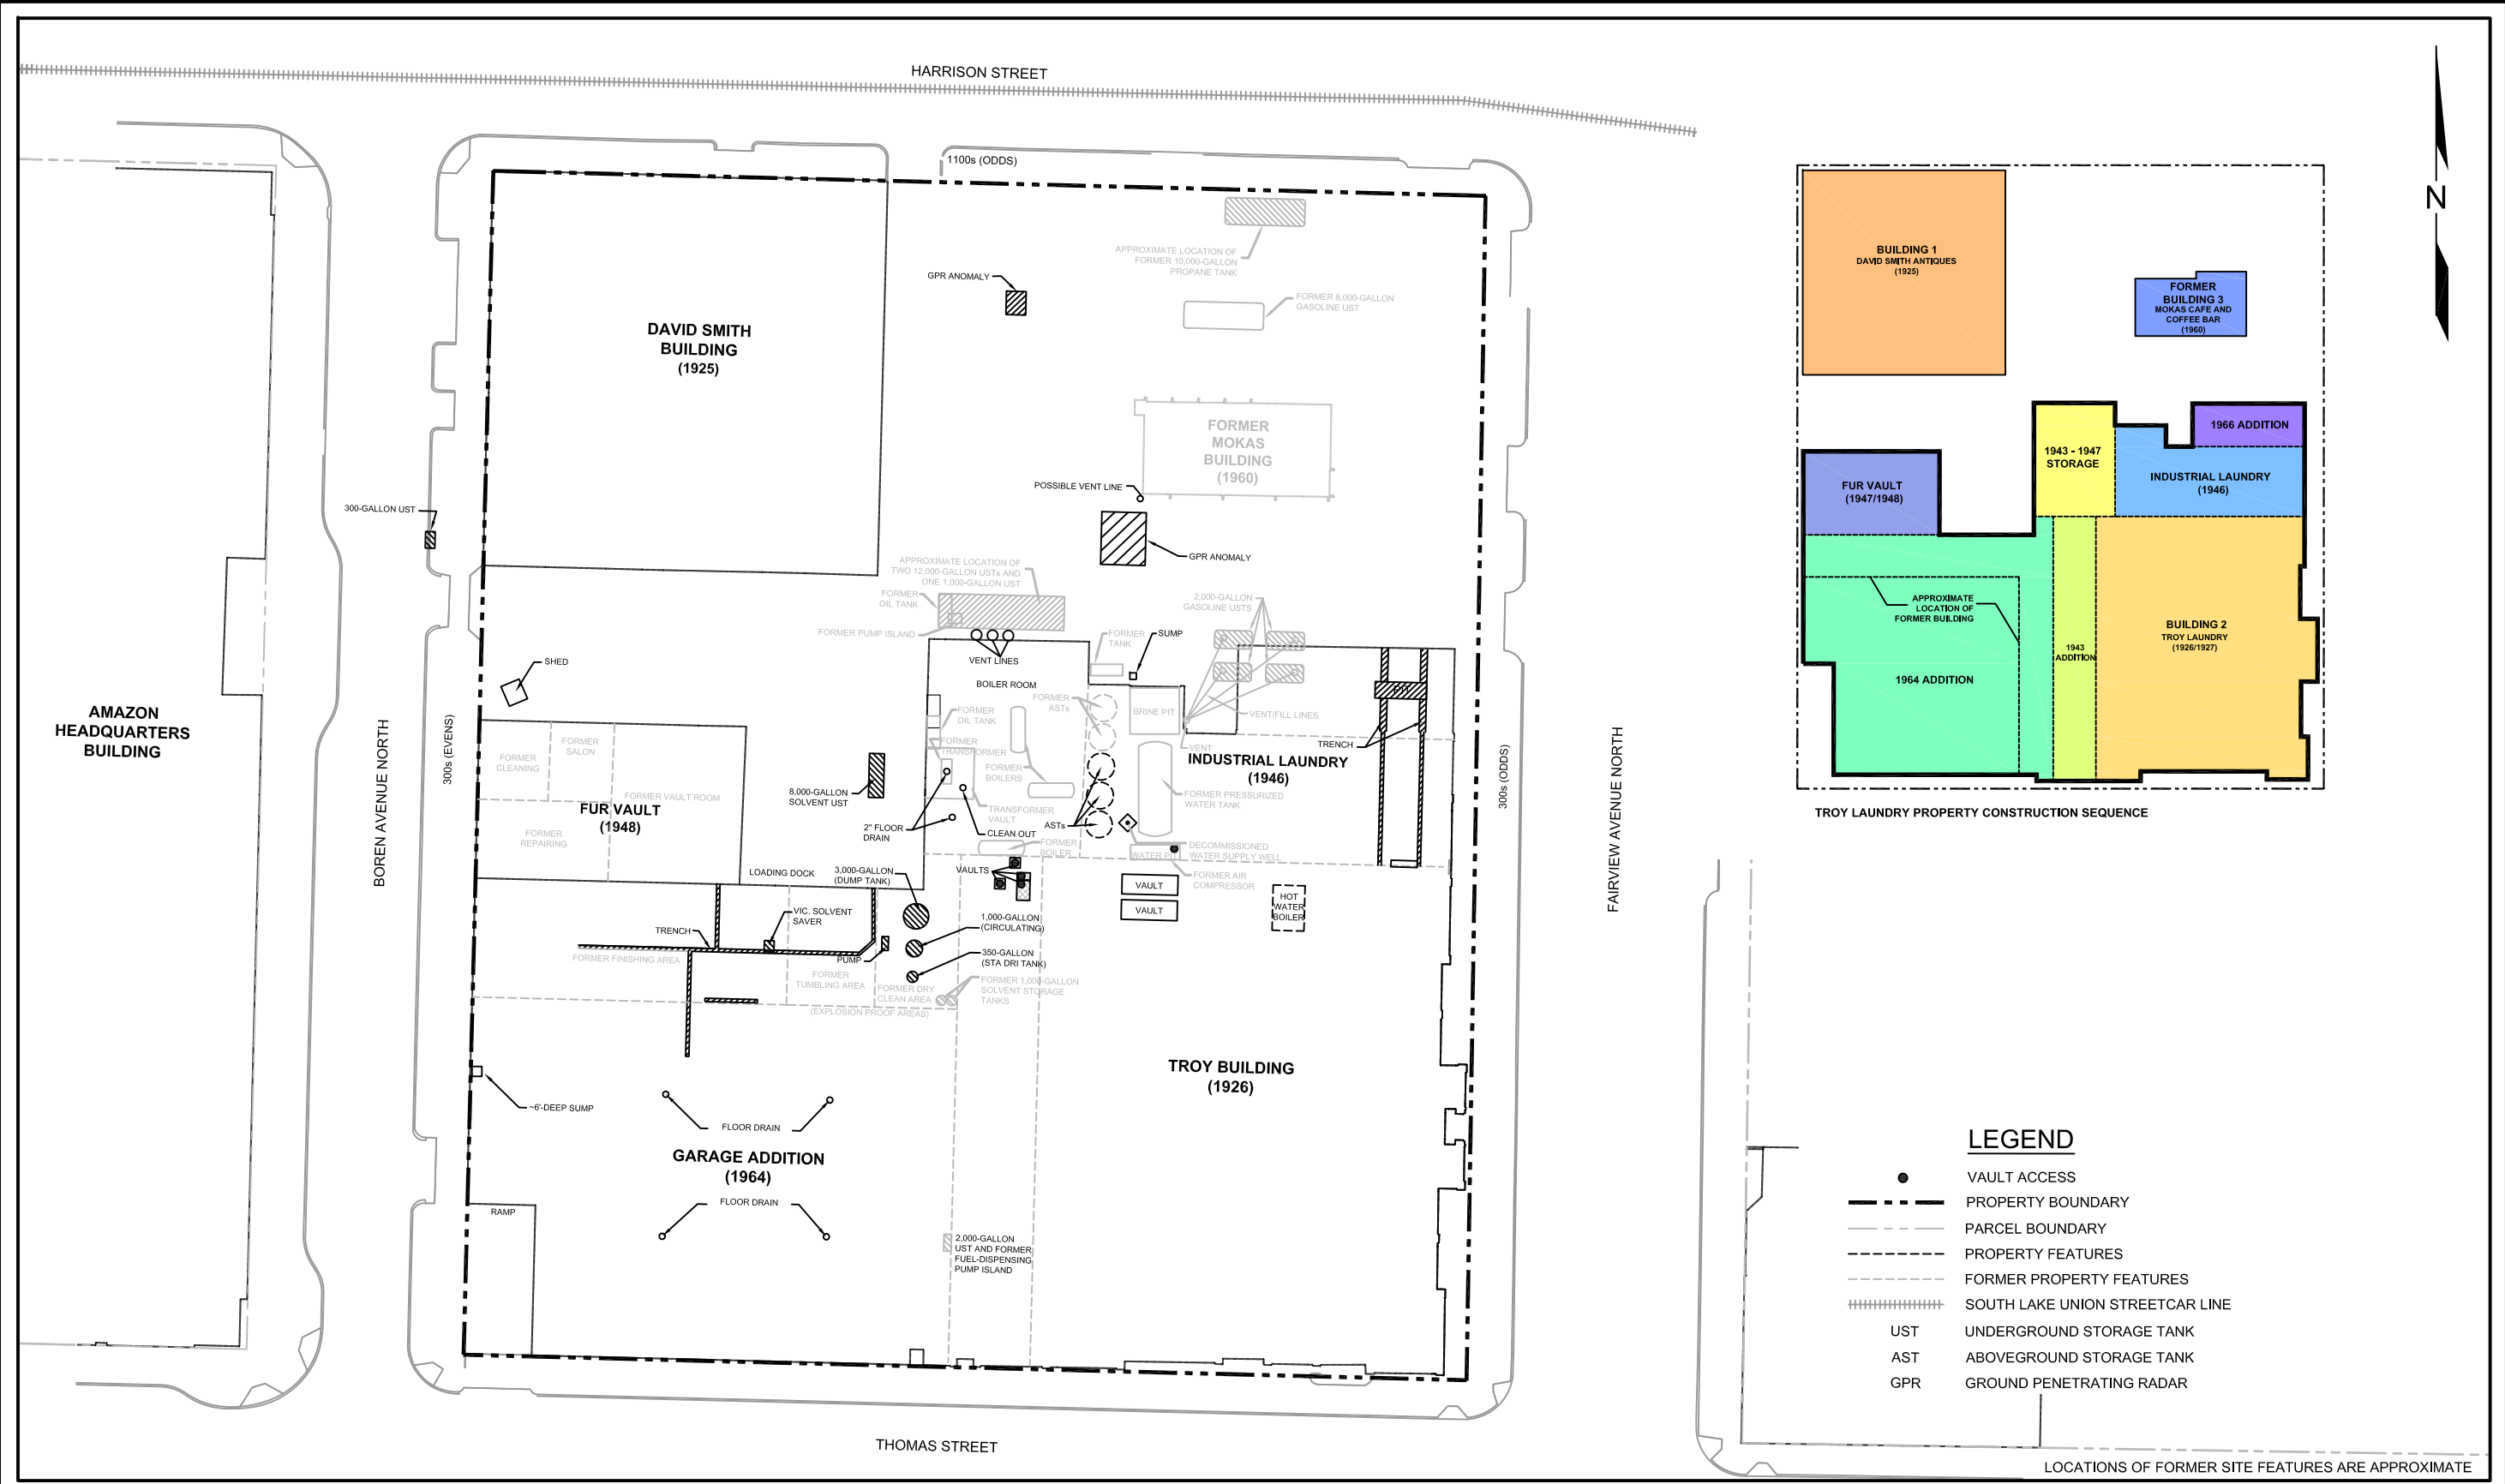 HARRISON STREET
1100s (ODDS)
N
APPROXIMATE LOCATION OF
FORMER 10,000-GALLON
PROPANE TANK
GPR ANOMALY
FORMER 8,000-GALLON
GASOLINE UST
DAVID SMITH
BUILDING
(1925)
FORMER
MOKAS
BUILDING
(1960)
POSSIBLE VENT LINE
300-GALLON UST
GPR ANOMALY
APPROXIMATE LOCATION OF
TWO 12,000-GALLON USTs AND
ONE 1,000-GALLON UST
FORMER
OIL TANK
FORMER PUMP ISLAND
2,000-GALLON
GASOLINE USTS
FORMER
TANK
SUMP
VENT LINES
BOILER ROOM
SHED
FORMER
ASTs
BRINE PIT
VENT/FILL LINES
PIT
FORMER
OIL TANK
FORMER
TRANSFORMER
VENT
TRENCH
INDUSTRIAL LAUNDRY
(1946)
FORMER
BOILERS
FORMER
CLEANING
FORMER
SALON
FORMER VAULT ROOM
FUR VAULT
(1948)
FORMER
REPAIRING
8,000-GALLON
SOLVENT UST
TRANSFORMER
VAULT
FORMER PRESSURIZED
WATER TANK
2" FLOOR
DRAIN
CLEAN OUT
ASTs
FORMER
BOILER
WATER PIT
DECOMMISSIONED
WATER SUPPLY WELL
FORMER AIR
COMPRESSOR
LOADING DOCK
3,000-GALLON
(DUMP TANK)
VAULTS
VAULT
VAULT
HOT
WATER
BOILER
VIC. SOLVENT
SAVER
TRENCH
1,000-GALLON
(CIRCULATING)
PUMP
350-GALLON
(STA DRI TANK)
FORMER FINISHING AREA
FORMER
TUMBLING AREA
FORMER DRY
CLEAN AREA
FORMER 1,000-GALLON
SOLVENT STORAGE
TANKS
(EXPLOSION PROOF AREAS)
TROY BUILDING
(1926)
~6'-DEEP SUMP
FLOOR DRAIN
GARAGE ADDITION
(1964)
FLOOR DRAIN
RAMP
2,000-GALLON
UST AND FORMER
FUEL-DISPENSING
PUMP ISLAND
AMAZON
HEADQUARTERS
BUILDING
BOREN AVENUE NORTH
300s (EVENS)
300s (ODDS)
FAIRVIEW AVENUE NORTH
THOMAS STREET
BUILDING 1
DAVID SMITH ANTIQUES
(1925)
FORMER
BUILDING 3
MOKAS CAFE AND
COFFEE BAR
(1960)
1966 ADDITION
1943 - 1947
STORAGE
INDUSTRIAL LAUNDRY
(1946)
FUR VAULT
(1947/1948)
APPROXIMATE
LOCATION OF
FORMER BUILDING
BUILDING 2
TROY LAUNDRY
(1926/1927)
1943
ADDITION
1964 ADDITION
TROY LAUNDRY PROPERTY CONSTRUCTION SEQUENCE
LEGEND
VAULT ACCESS
PROPERTY BOUNDARY
PARCEL BOUNDARY
PROPERTY FEATURES
FORMER PROPERTY FEATURES
SOUTH LAKE UNION STREETCAR LINE
UST UNDERGROUND STORAGE TANK
AST ABOVEGROUND STORAGE TANK
GPR GROUND PENETRATING RADAR
LOCATIONS OF FORMER SITE FEATURES ARE APPROXIMATE